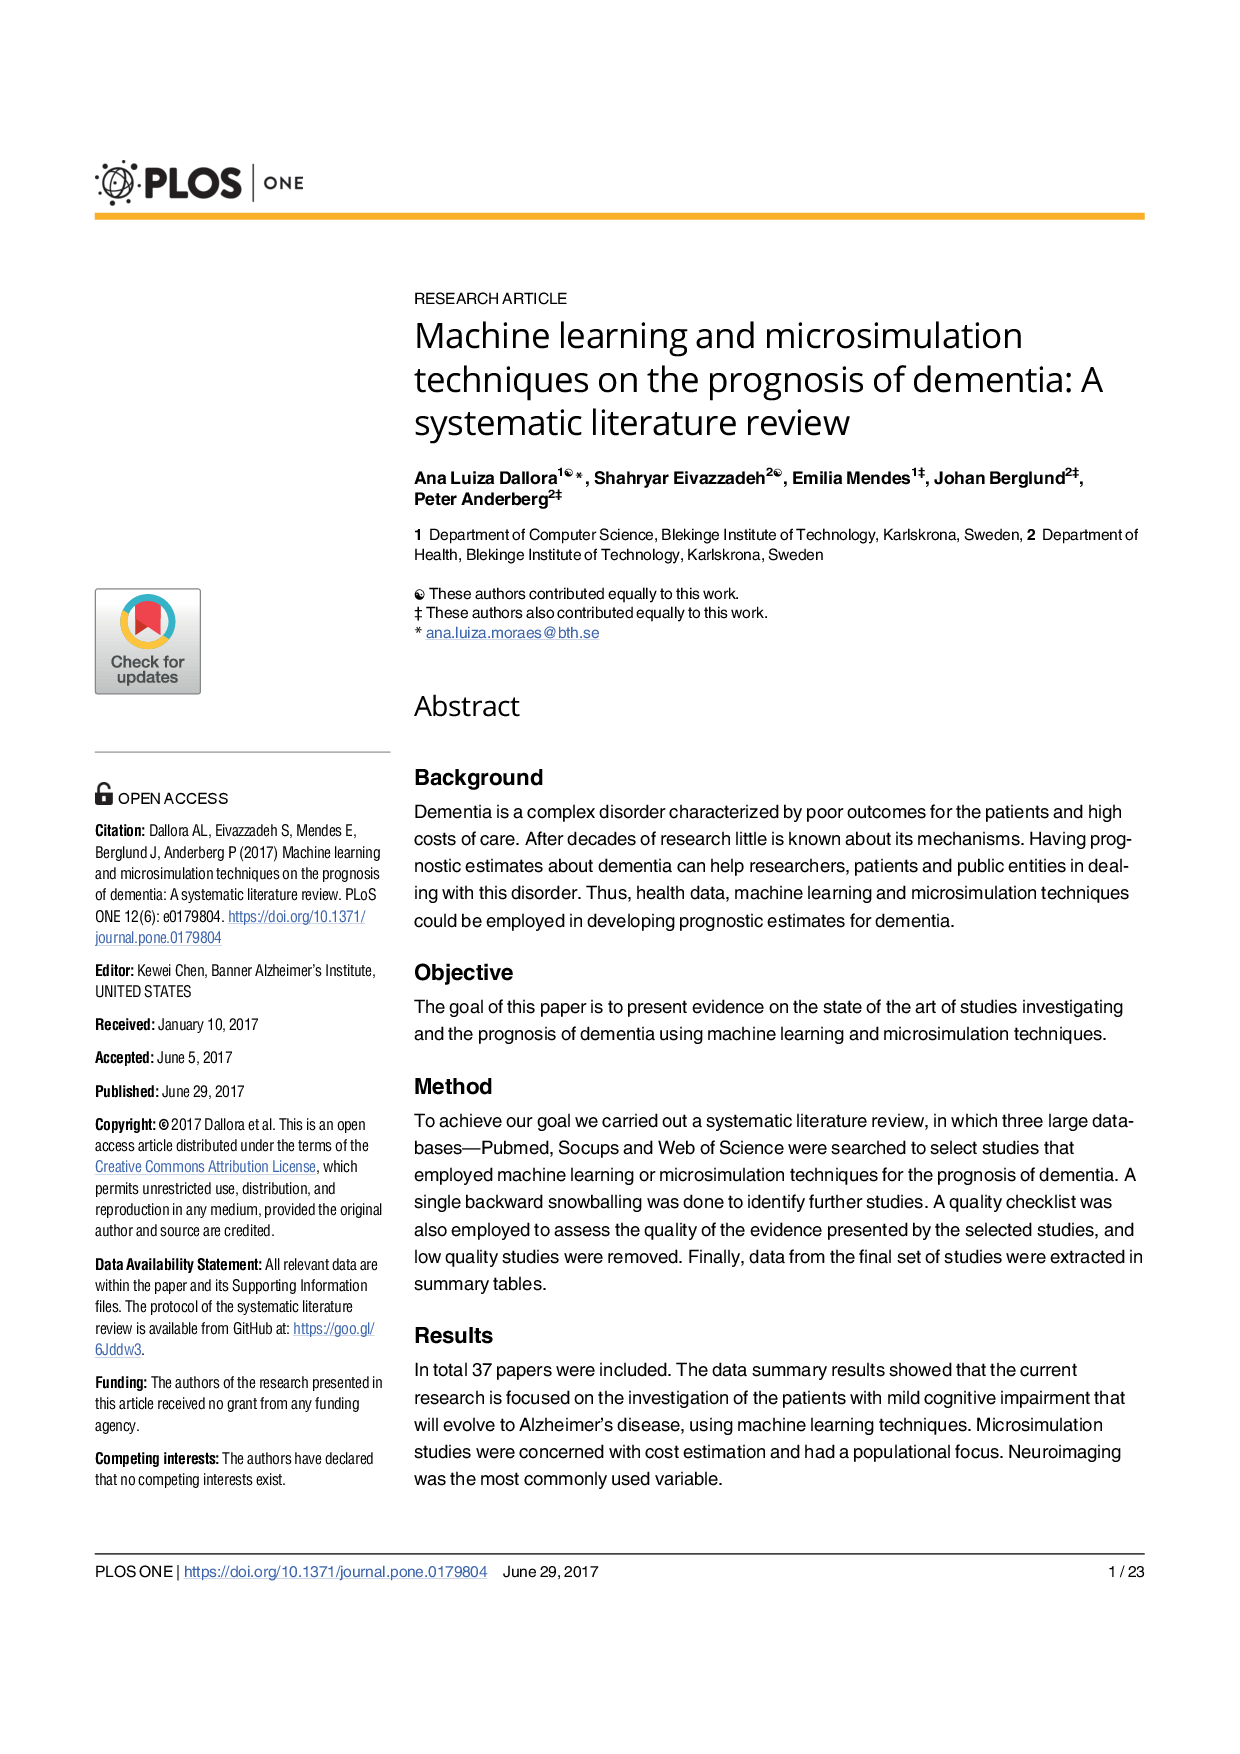 PLOS | ONE
RESEARCH ARTICLE
Machine learning and microsimulation
techniques on the prognosis of dementia: A
systematic literature review
Ana Luiza Dallora1☯*, Shahryar Eivazzadeh2☯, Emilia Mendes1‡, Johan Berglund2‡,
Peter Anderberg2‡
1 Department of Computer Science, Blekinge Institute of Technology, Karlskrona, Sweden, 2 Department of
Health, Blekinge Institute of Technology, Karlskrona, Sweden
☯ These authors contributed equally to this work.
‡ These authors also contributed equally to this work.
* ana.luiza.moraes@bth.se
Check for
updates
OPEN ACCESS
Citation: Dallora AL, Eivazzadeh S, Mendes E,
Berglund J, Anderberg P (2017) Machine learning
and microsimulation techniques on the prognosis
of dementia: A systematic literature review. PLoS
ONE 12(6): e0179804. https://doi.org/10.1371/
journal.pone.0179804
Editor: Kewei Chen, Banner Alzheimer's Institute,
UNITED STATES
Received: January 10, 2017
Accepted: June 5, 2017
Published: June 29, 2017
Copyright: © 2017 Dallora et al. This is an open
access article distributed under the terms of the
Creative Commons Attribution License, which
permits unrestricted use, distribution, and
reproduction in any medium, provided the original
author and source are credited.
Data Availability Statement: All relevant data are
within the paper and its Supporting Information
files. The protocol of the systematic literature
review is available from GitHub at: https://goo.gl/
6Jddw3.
Funding: The authors of the research presented in
this article received no grant from any funding
agency.
Competing interests: The authors have declared
that no competing interests exist.
Abstract
Background
Dementia is a complex disorder characterized by poor outcomes for the patients and high
costs of care. After decades of research little is known about its mechanisms. Having prog-
nostic estimates about dementia can help researchers, patients and public entities in deal-
ing with this disorder. Thus, health data, machine learning and microsimulation techniques
could be employed in developing prognostic estimates for dementia.
Objective
The goal of this paper is to present evidence on the state of the art of studies investigating
and the prognosis of dementia using machine learning and microsimulation techniques.
Method
To achieve our goal we carried out a systematic literature review, in which three large data-
bases—Pubmed, Socups and Web of Science were searched to select studies that
employed machine learning or microsimulation techniques for the prognosis of dementia. A
single backward snowballing was done to identify further studies. A quality checklist was
also employed to assess the quality of the evidence presented by the selected studies, and
low quality studies were removed. Finally, data from the final set of studies were extracted in
summary tables.
Results
In total 37 papers were included. The data summary results showed that the current
research is focused on the investigation of the patients with mild cognitive impairment that
will evolve to Alzheimer's disease, using machine learning techniques. Microsimulation
studies were concerned with cost estimation and had a populational focus. Neuroimaging
was the most commonly used variable.
PLOS ONE | https://doi.org/10.1371/journal.pone.0179804 June 29, 2017
1 / 23